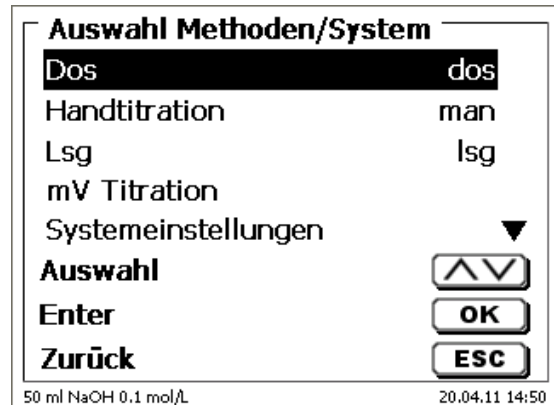 Auswahl Methoden/System
Dos dos
Handtitration man
Lsg lsg
mV Titration
Systemeinstellungen ▼
Auswahl
Enter OK
Zurück ESC
50 ml NaOH 0.1 mol/L 20.04.11 14:50